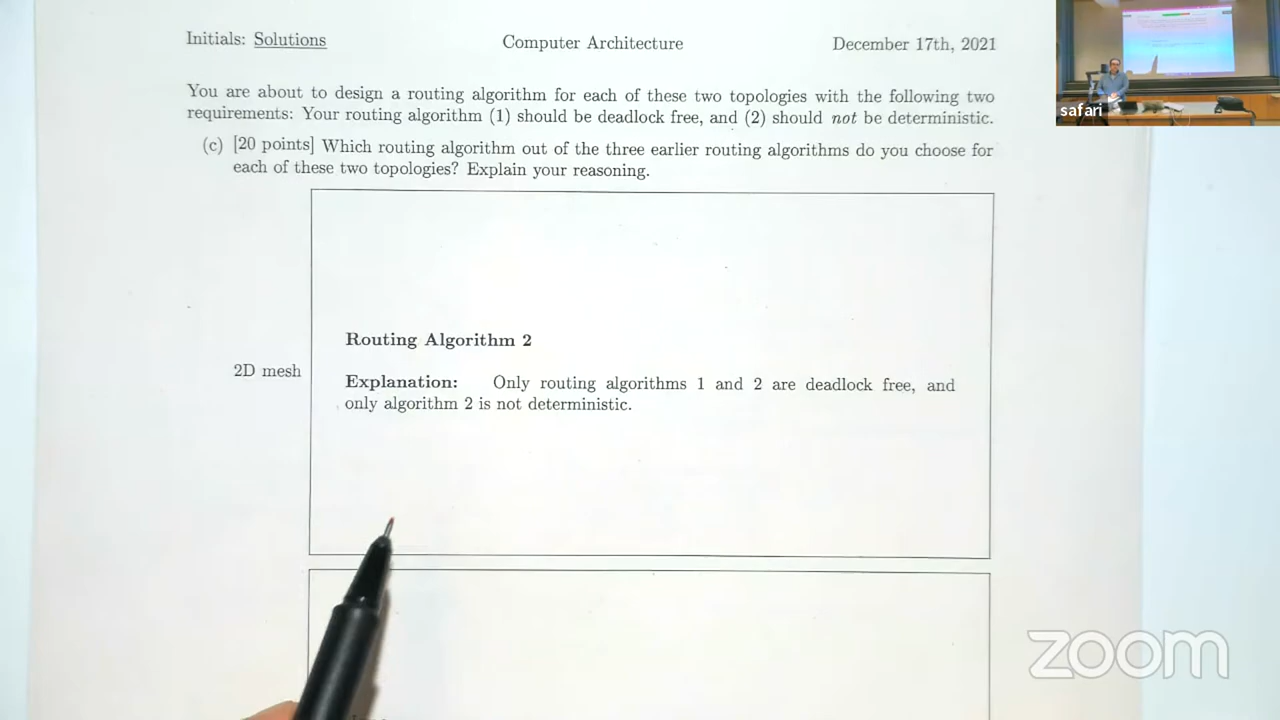 Initials: Solutions
Computer Architecture
December 17th, 2021
safari
You are about to design a routing algorithm for each of these two topologies with the following two
requirements: Your routing algorithm (1) should be deadlock free, and (2) should not be deterministic.
(c) [20 points] Which routing algorithm out of the three earlier routing algorithms do you choose for
each of these two topologies? Explain your reasoning.
Routing Algorithm 2
2D mesh
Explanation: Only routing algorithms 1 and 2 are deadlock free, and
only algorithm 2 is not deterministic.
zoom